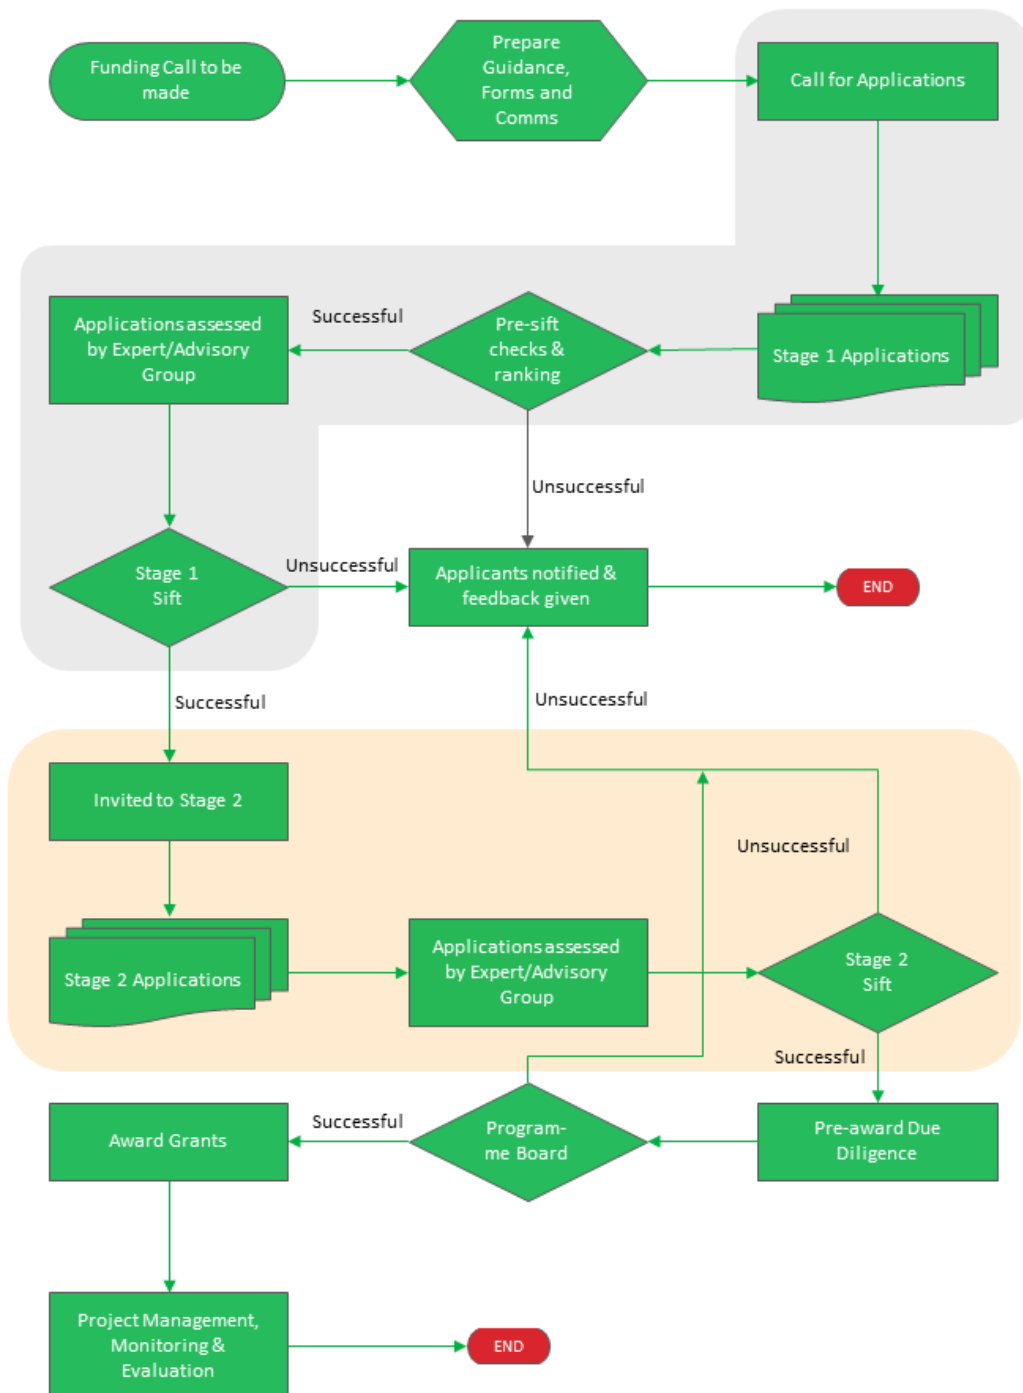 Funding Call to be
made
Prepare
Guidance,
Forms and
Comms
Call for Applications
Applications assessed
by Expert/Advisory
Group
Successful
Pre-sift
checks &
ranking
Stage 1 Applications
Unsuccessful
Stage 1
Sift
Unsuccessful
Applicants notified &
feedback given
END
Successful
Unsuccessful
Invited to Stage 2
Unsuccessful
Stage 2 Applications
Applications assessed
by Expert/Advisory
Group
Stage 2
Sift
Successful
Award Grants
Successful
Program-
me Board
Pre-award Due
Diligence
Project Management,
Monitoring &
Evaluation
END